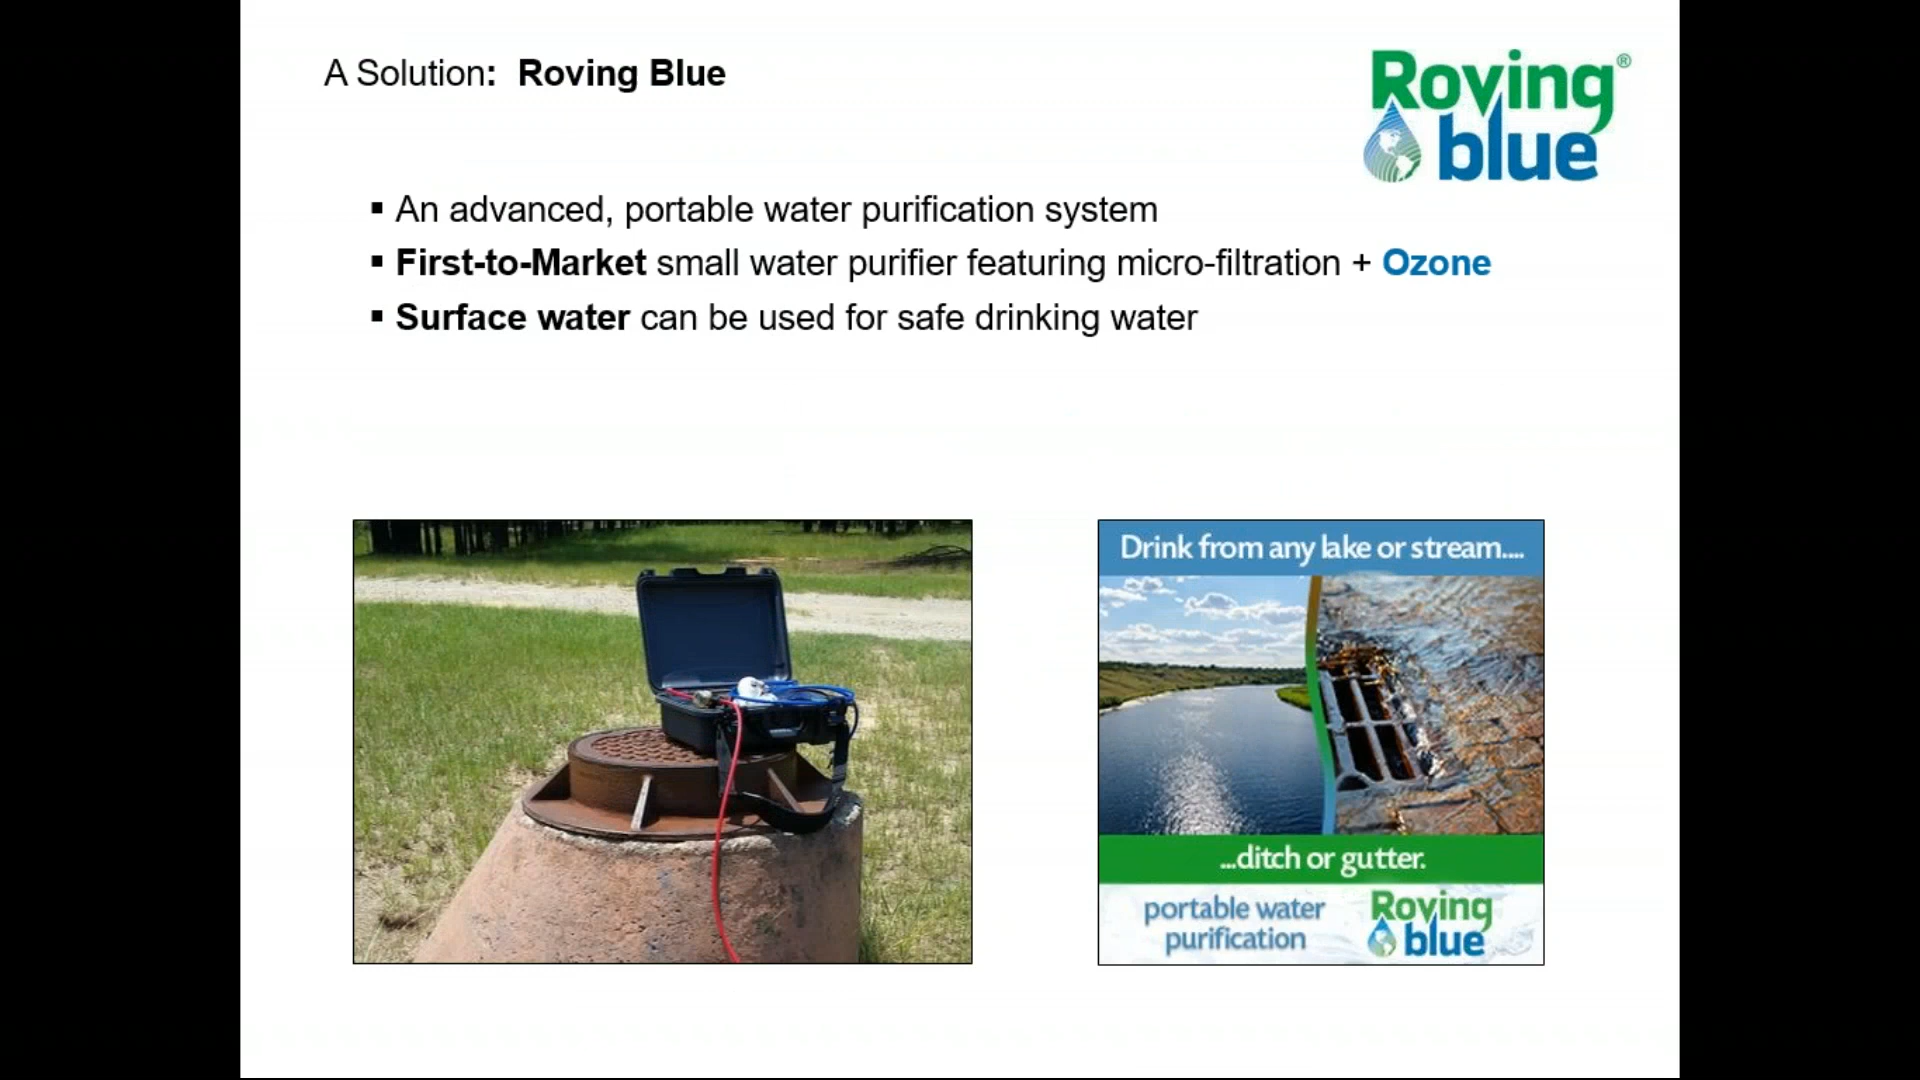 A Solution: Roving Blue
Roving®
blue
▪ An advanced, portable water purification system
▪ First-to-Market small water purifier featuring micro-filtration + Ozone
▪ Surface water can be used for safe drinking water
Drink from any lake or stream....
...ditch or gutter.
portable water
purification
Roving
blue